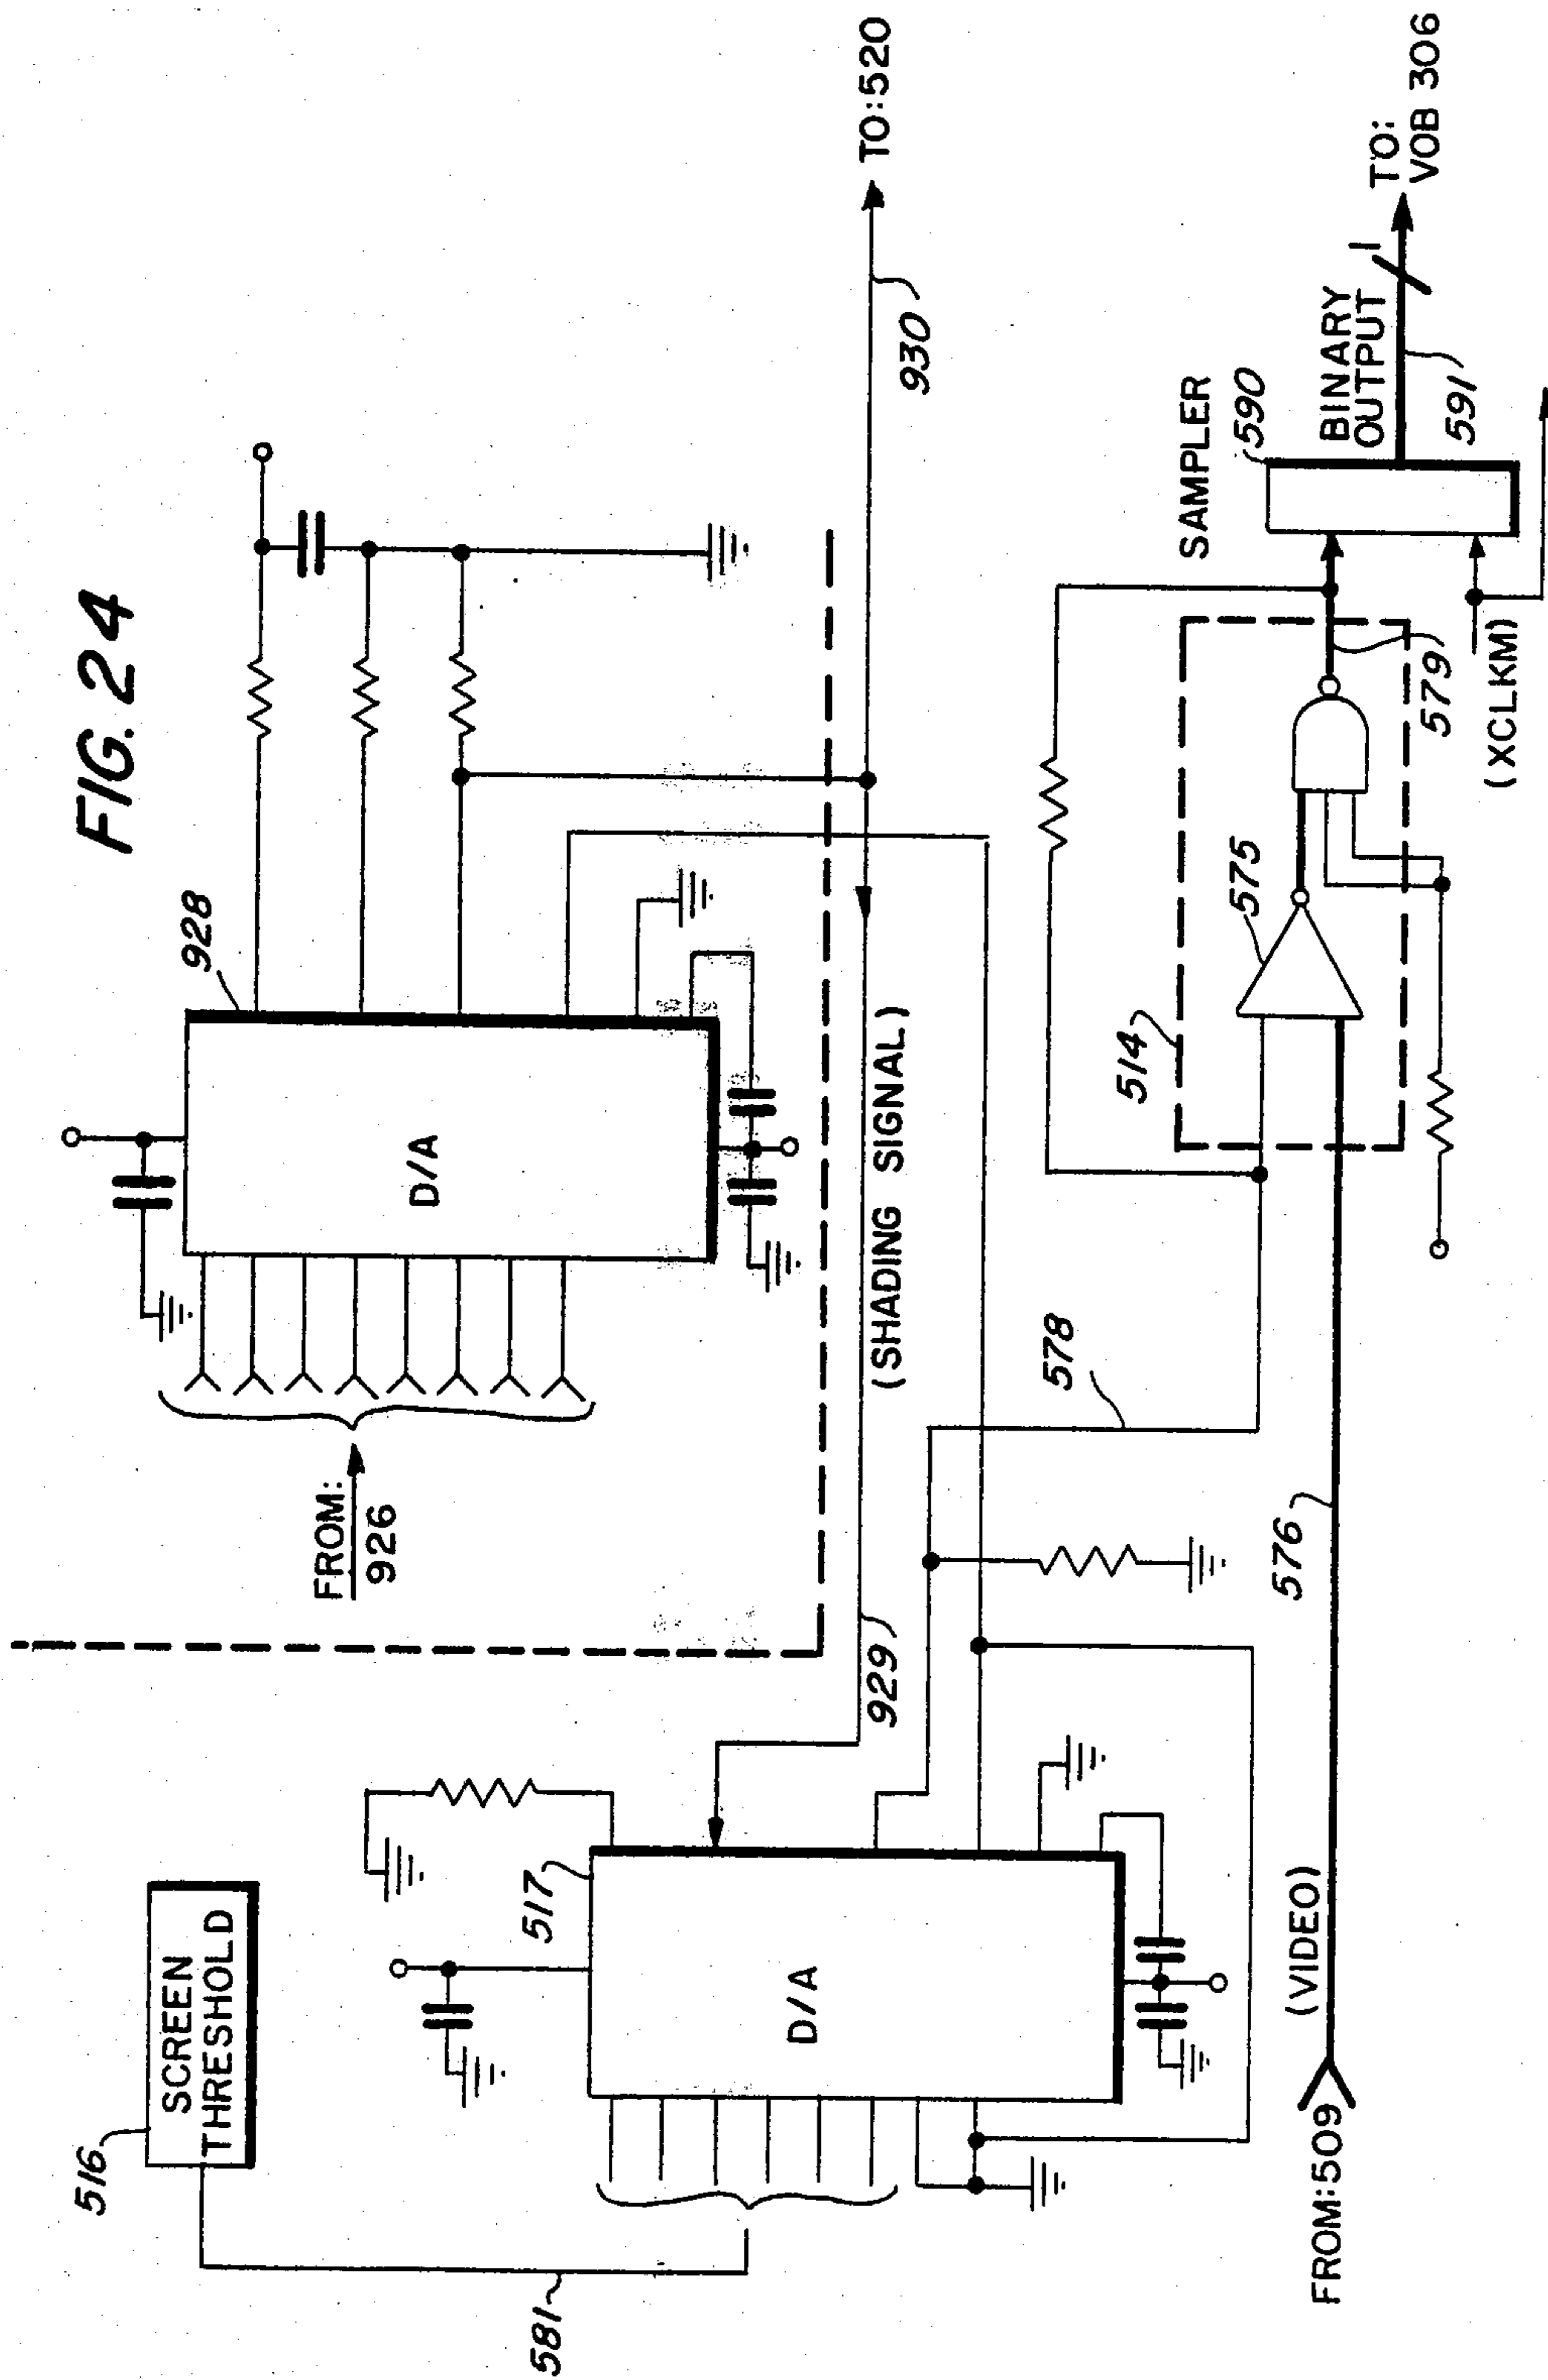 FIG. 24
928
D/A
FROM:
926
TO:520
930
(SHADING SIGNAL)
929
516
SCREEN
THRESHOLD
581
517
D/A
578
514
575
579
SAMPLER
590
BINARY
OUTPUT
1
TO:
VOB 306
591
(XCLKM)
576
(VIDEO)
FROM:509